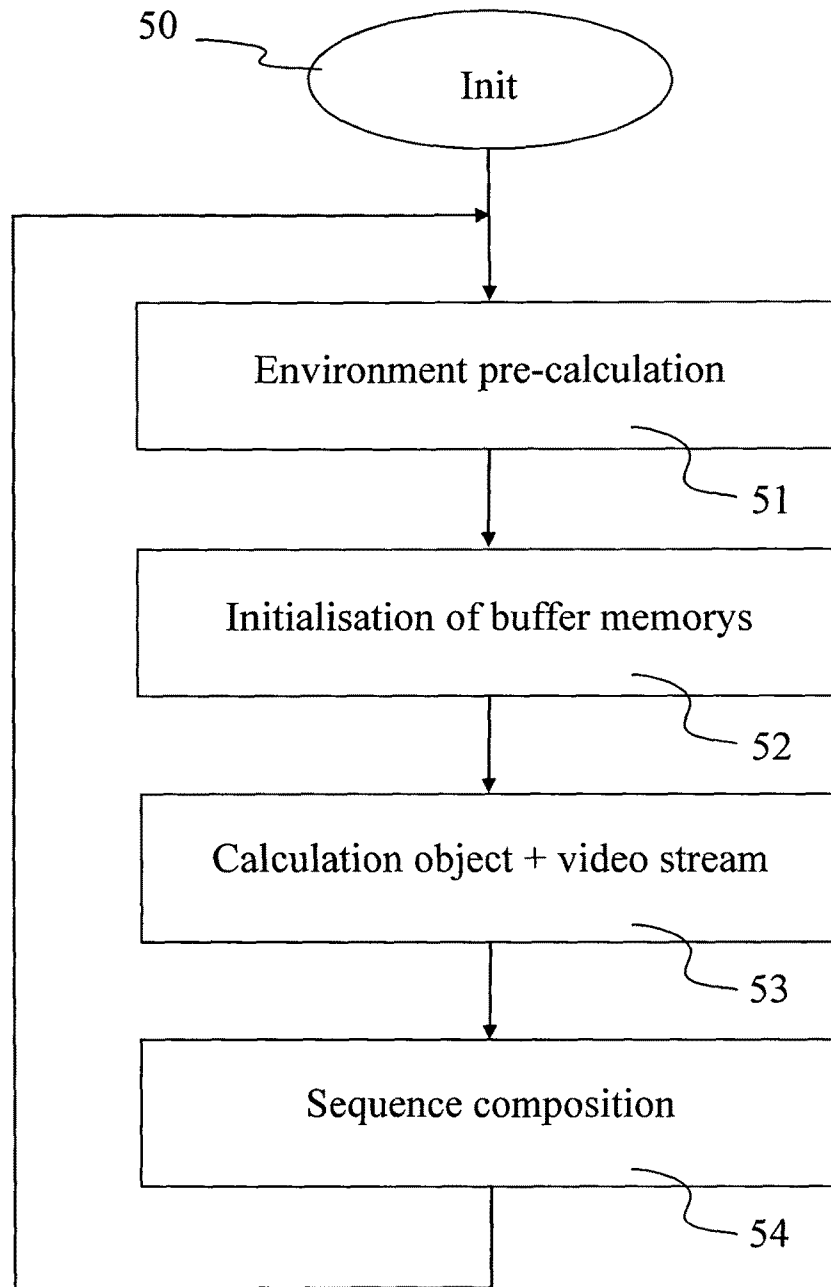 50
Init
Environment pre-calculation
51
Initialisation of buffer memorys
52
Calculation object + video stream
53
Sequence composition
54